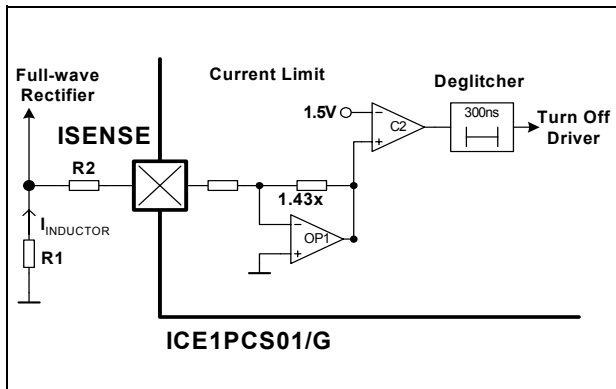 Full-wave
Rectifier
Current Limit
Deglitcher
ISENSE
1.5V
C2
300ns
Turn Off
Driver
R2
1.43x
I INDUCTOR
OP1
R1
ICE1PCS01/G